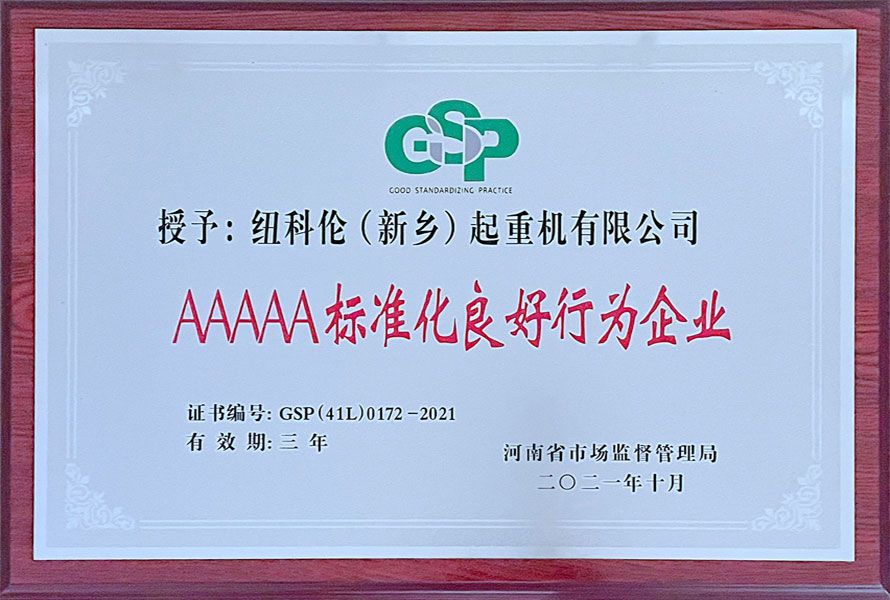 GSP
GOOD STANDARDIZING PRACTICE
授予：纽科伦（新乡）起重机有限公司
AAAAA标准化良好行为企业
证书编号：GSP（41L）0172-2021
有 效 期：三 年
河南省市场监督管理局
二〇二一年十月